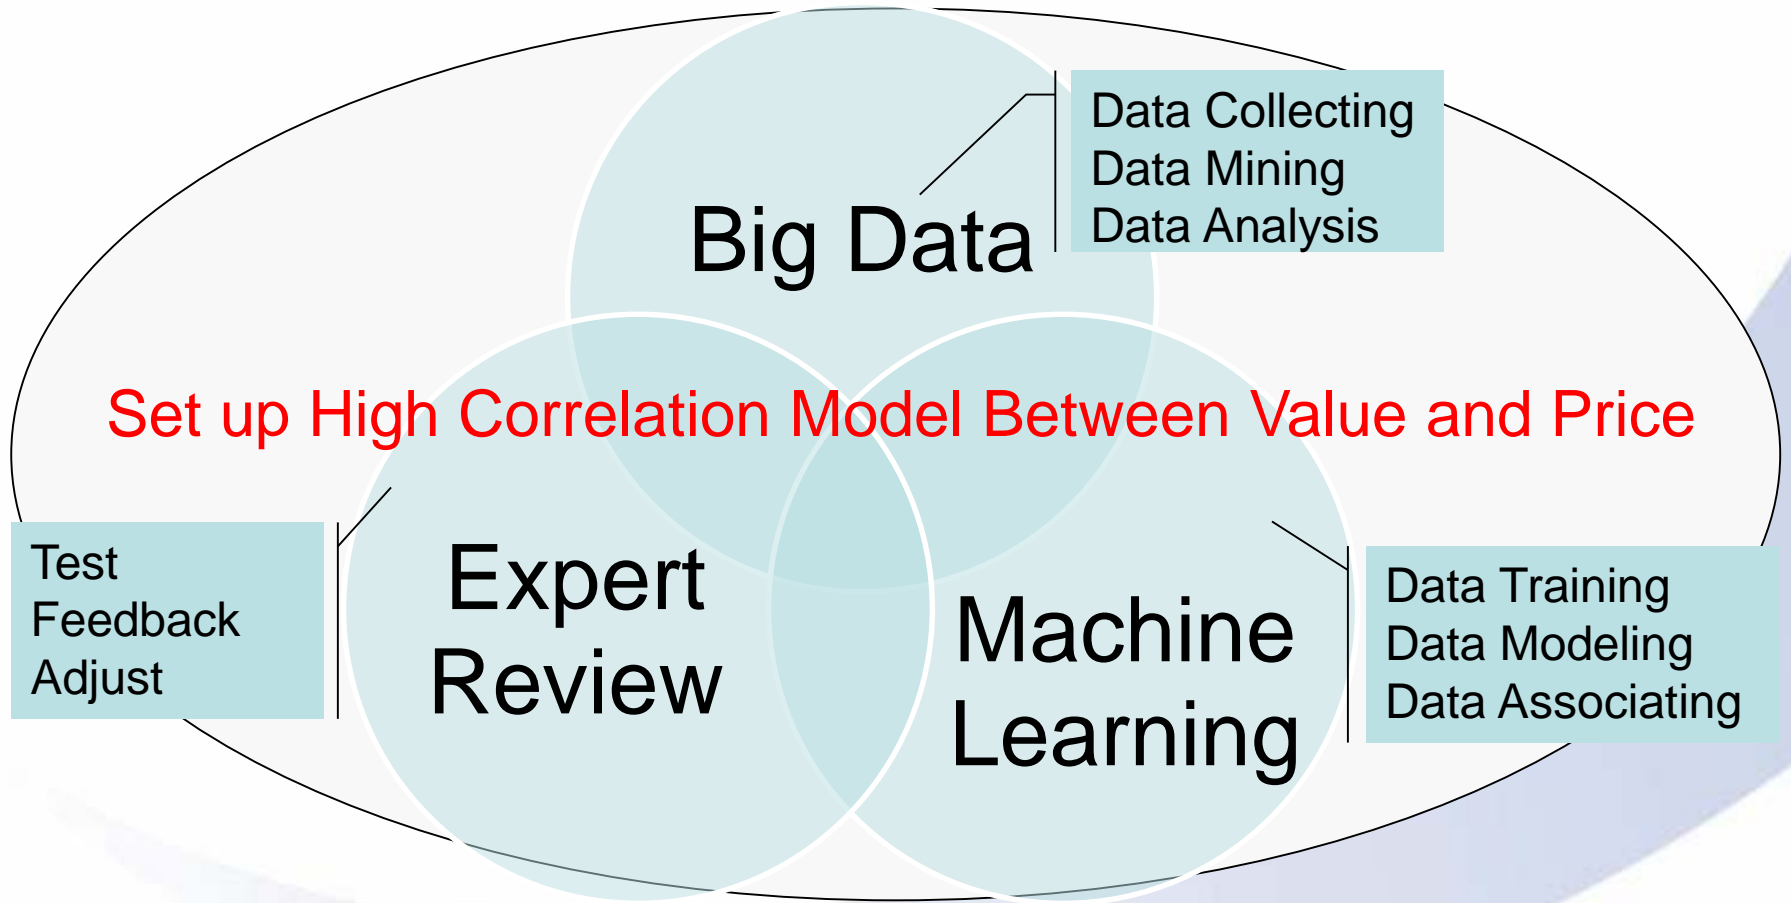 Data Collecting
Data Mining
Data Analysis
Big Data
Set up High Correlation Model Between Value and Price
Test
Feedback
Adjust
Expert
Review
Machine
Learning
Data Training
Data Modeling
Data Associating